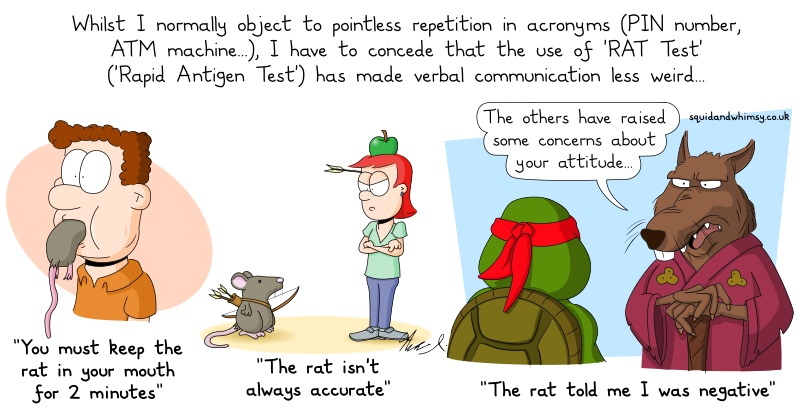 Whilst I normally object to pointless repetition in acronyms (PIN number,
ATM machine...), I have to concede that the use of 'RAT Test'
('Rapid Antigen Test') has made verbal communication less weird...
The others have raised
some concerns about
your attitude...
squidandwhimsy.co.uk
"You must keep the
rat in your mouth
for 2 minutes"
"The rat isn't
always accurate"
"The rat told me I was negative"